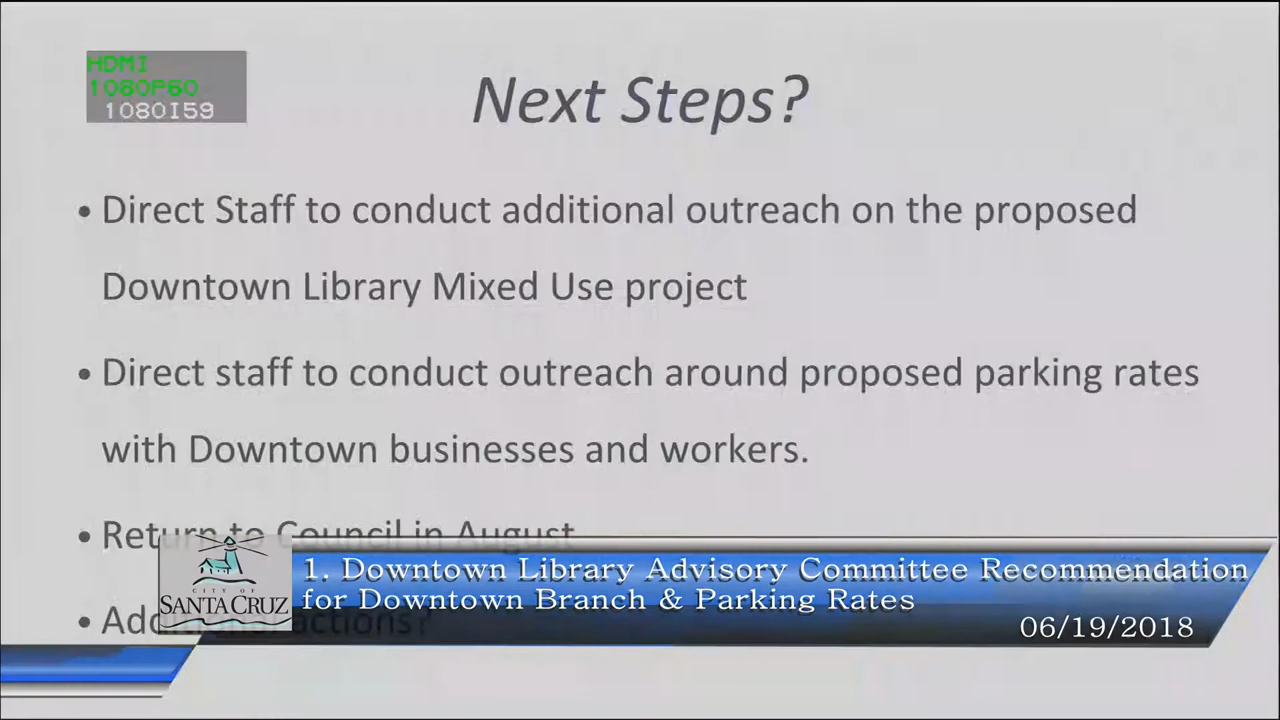 HDMI
1080P60
1080I59
Next Steps?
• Direct Staff to conduct additional outreach on the proposed
Downtown Library Mixed Use project
• Direct staff to conduct outreach around proposed parking rates
with Downtown businesses and workers.
• Return to Council in August
• Additional actions?
CITY OF
SANTA CRUZ
1. Downtown Library Advisory Committee Recommendation
for Downtown Branch & Parking Rates
06/19/2018